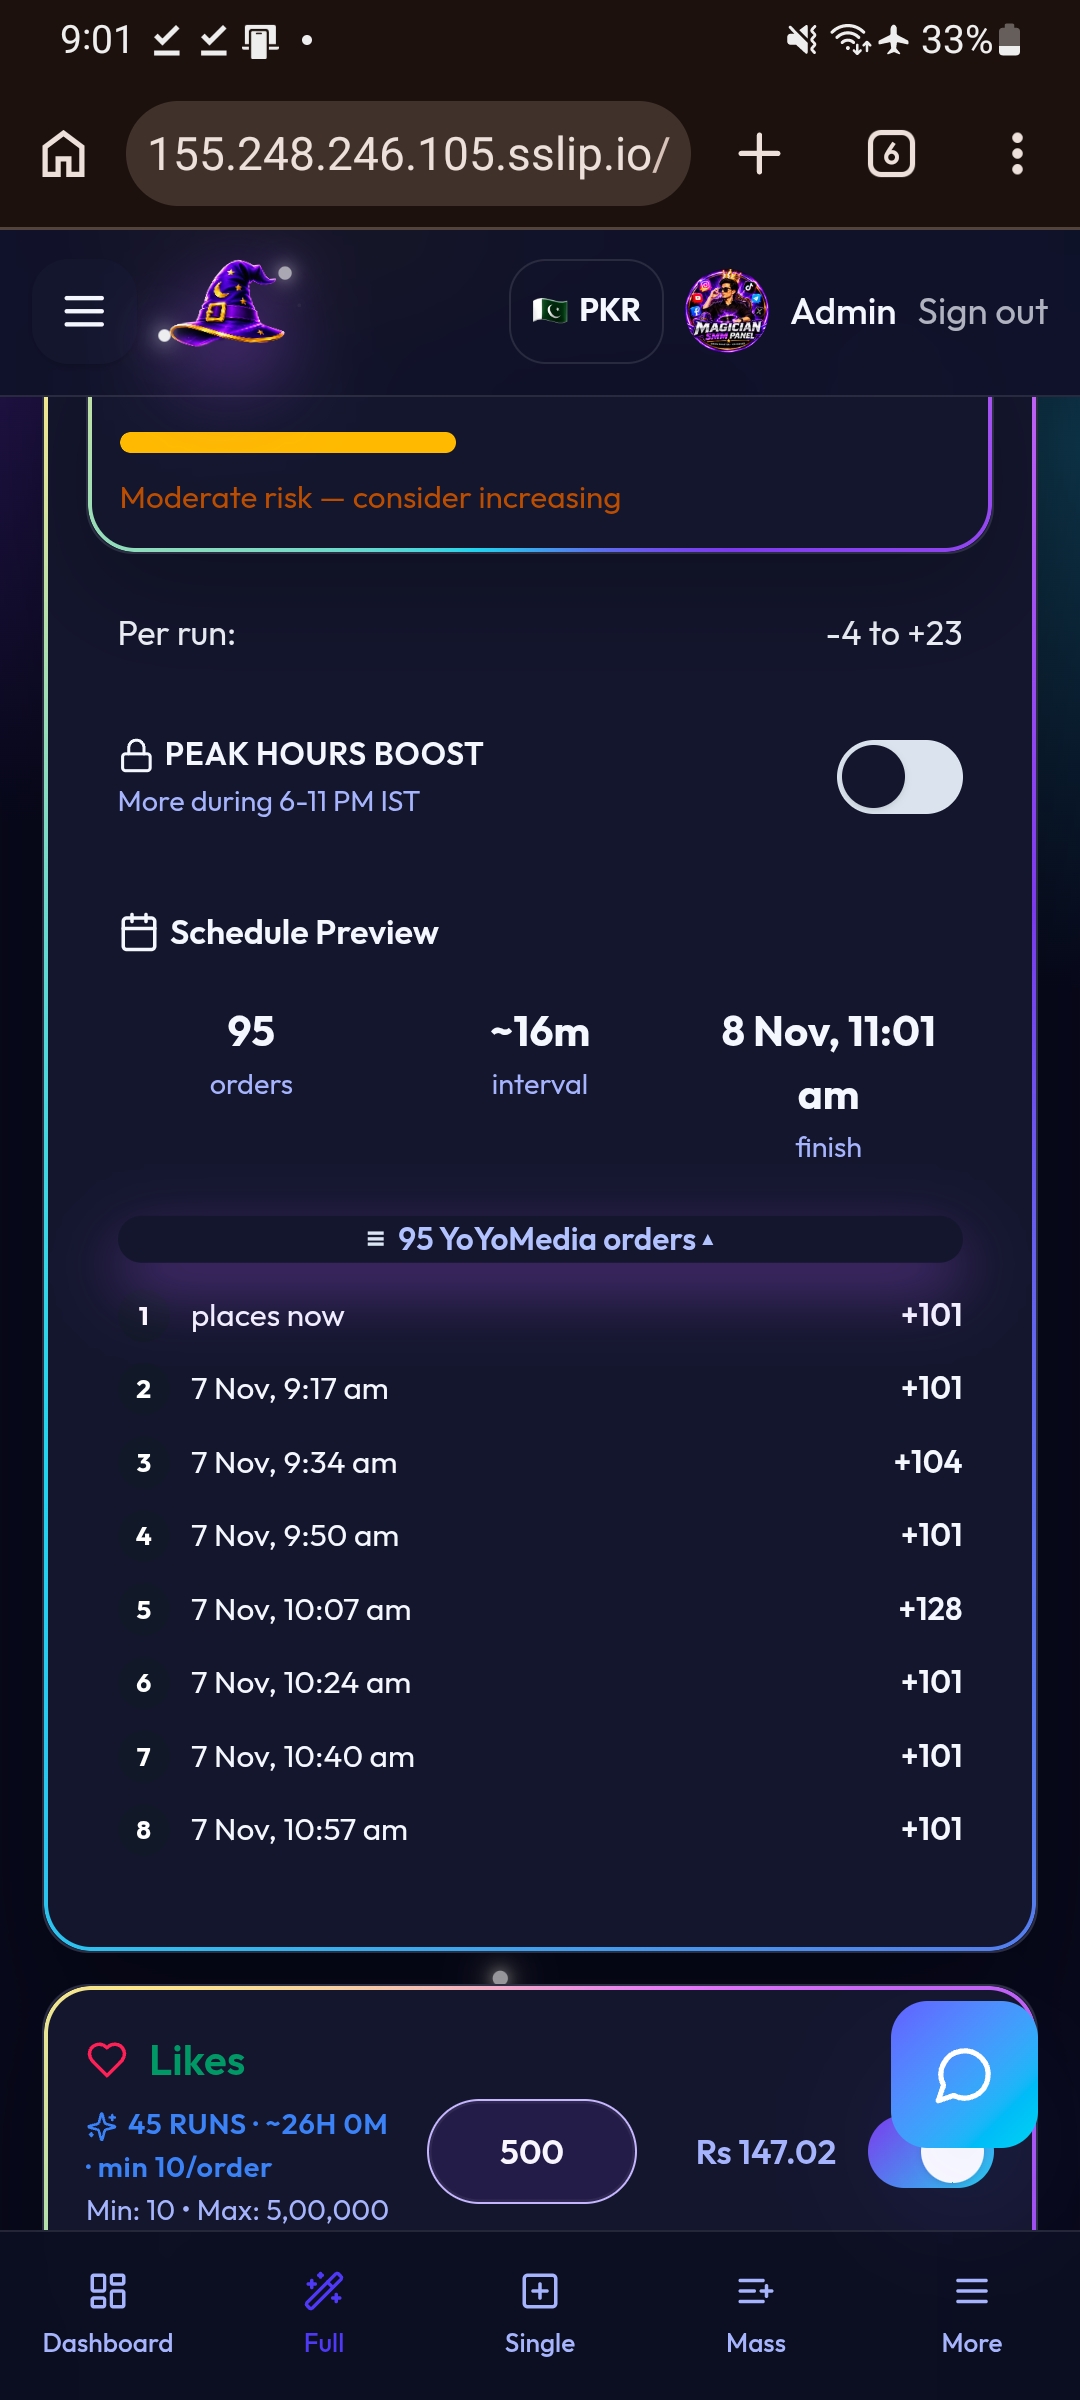 9:01
33%
155.248.246.105.sslip.io/
6
PKR
MAGICIAN
SMM PANEL
Admin
Sign out
Moderate risk — consider increasing
Per run: -4 to +23
PEAK HOURS BOOST
More during 6-11 PM IST
Schedule Preview
95
orders
~16m
interval
8 Nov, 11:01
am
finish
95 YoYoMedia orders ▴
1 places now +101
2 7 Nov, 9:17 am +101
3 7 Nov, 9:34 am +104
4 7 Nov, 9:50 am +101
5 7 Nov, 10:07 am +128
6 7 Nov, 10:24 am +101
7 7 Nov, 10:40 am +101
8 7 Nov, 10:57 am +101
Likes
45 RUNS · ~26H 0M
· min 10/order
Min: 10 • Max: 5,00,000
500
Rs 147.02
Dashboard
Full
Single
Mass
More